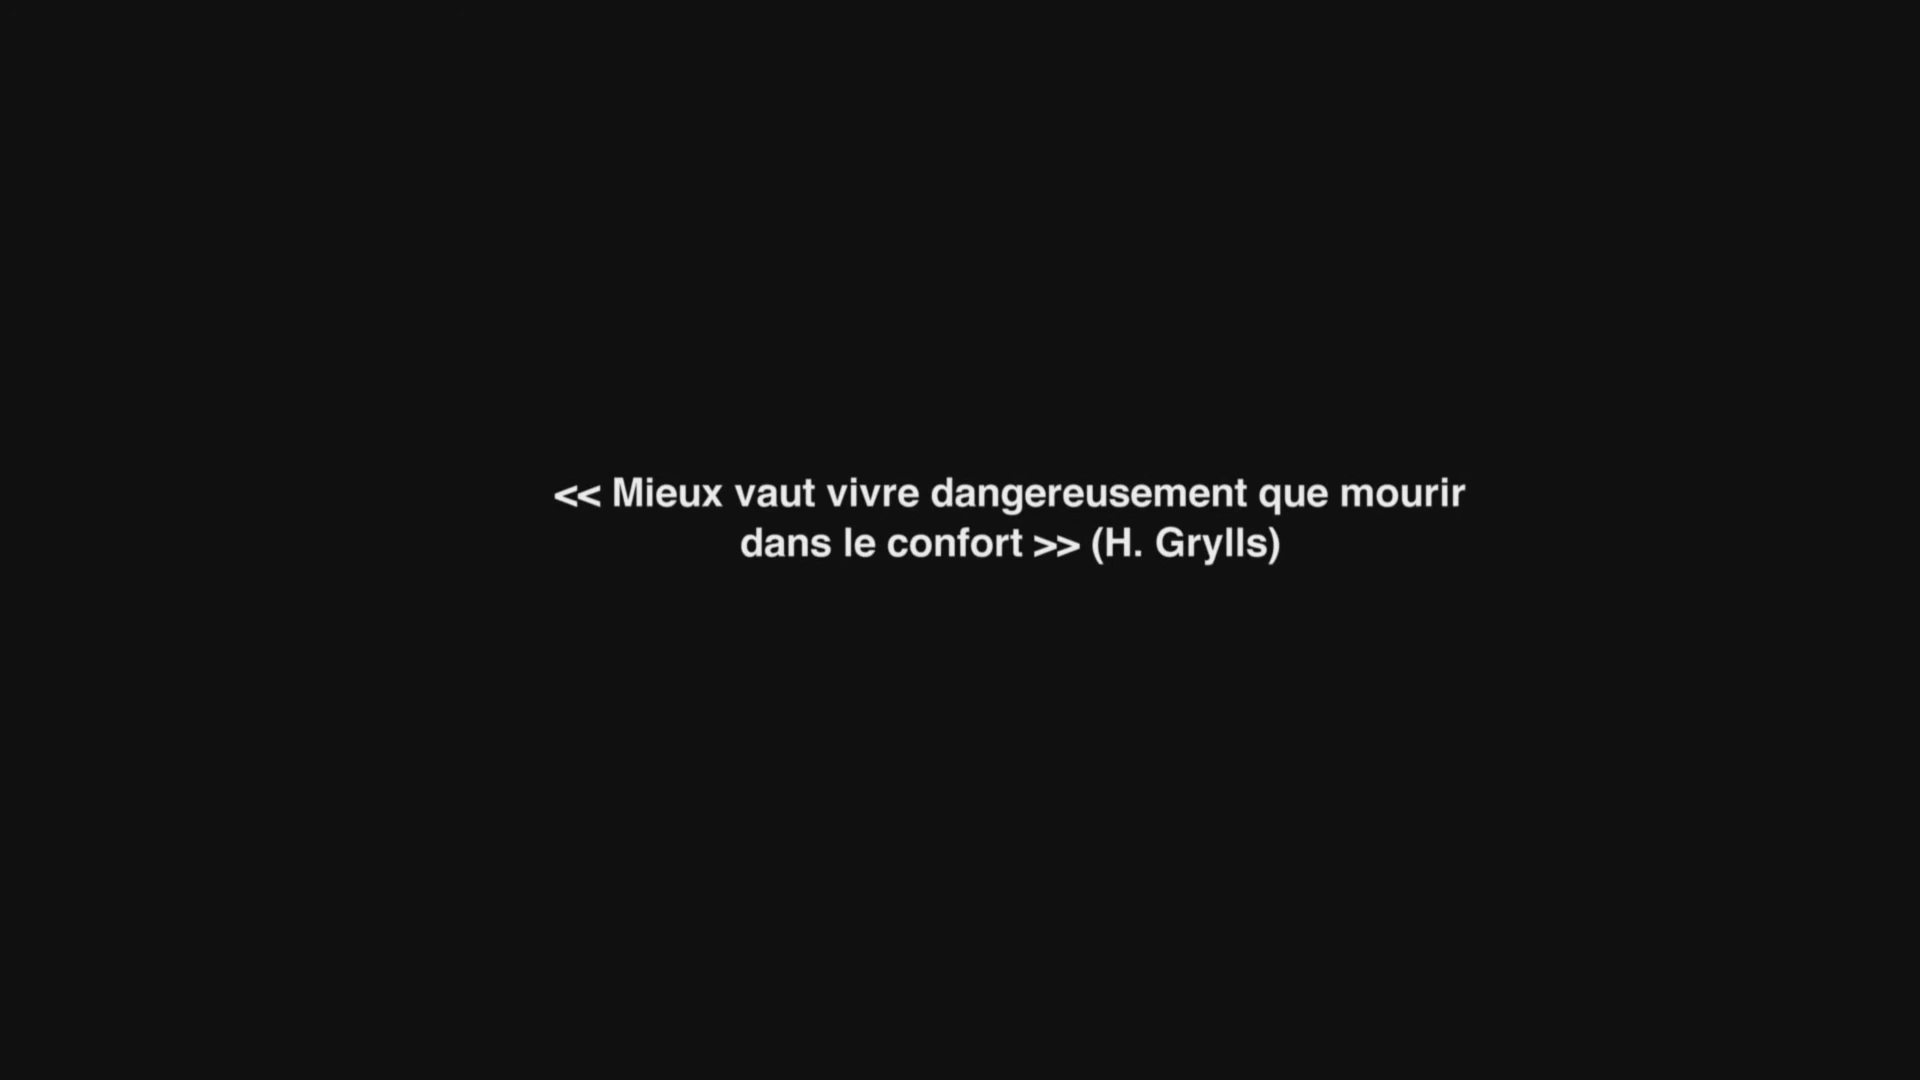 << Mieux vaut vivre dangereusement que mourir
dans le confort >> (H. Grylls)